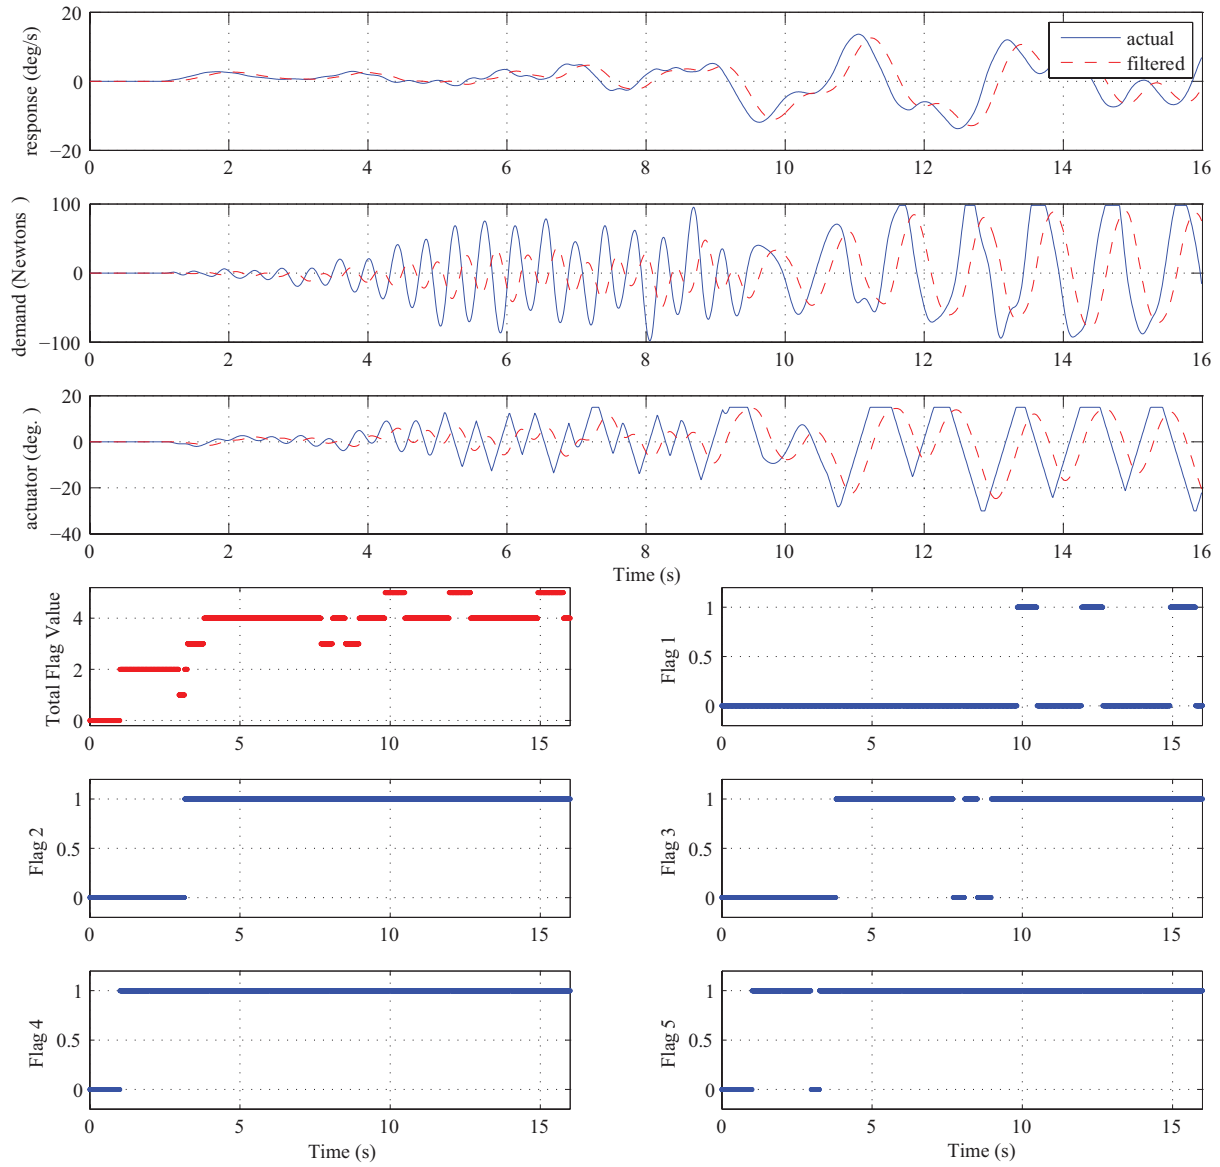 20
0
−20
response (deg/s)
actual
filtered
0 2 4 6 8 10 12 14 16
100
0
−100
demand (Newtons )
0 2 4 6 8 10 12 14 16
20
0
−20
−40
actuator (deg. )
0 2 4 6 8 10 12 14 16
Time (s)
4
2
0
Total Flag Value
0 5 10 15
1
0.5
0
Flag 1
0 5 10 15
1
0.5
0
Flag 2
0 5 10 15
1
0.5
0
Flag 3
0 5 10 15
1
0.5
0
Flag 4
0 5 10 15
Time (s)
1
0.5
0
Flag 5
0 5 10 15
Time (s)